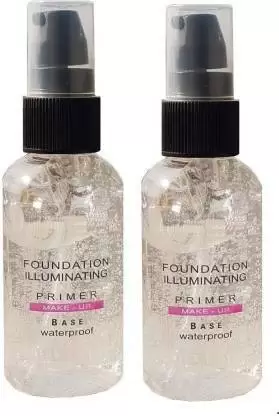 FOUNDATION
ILLUMINATING
PRIMER
MAKE-UP
BASE
waterproof
FOUNDATION
ILLUMINATING
PRIMER
MAKE-UP
BASE
waterproof